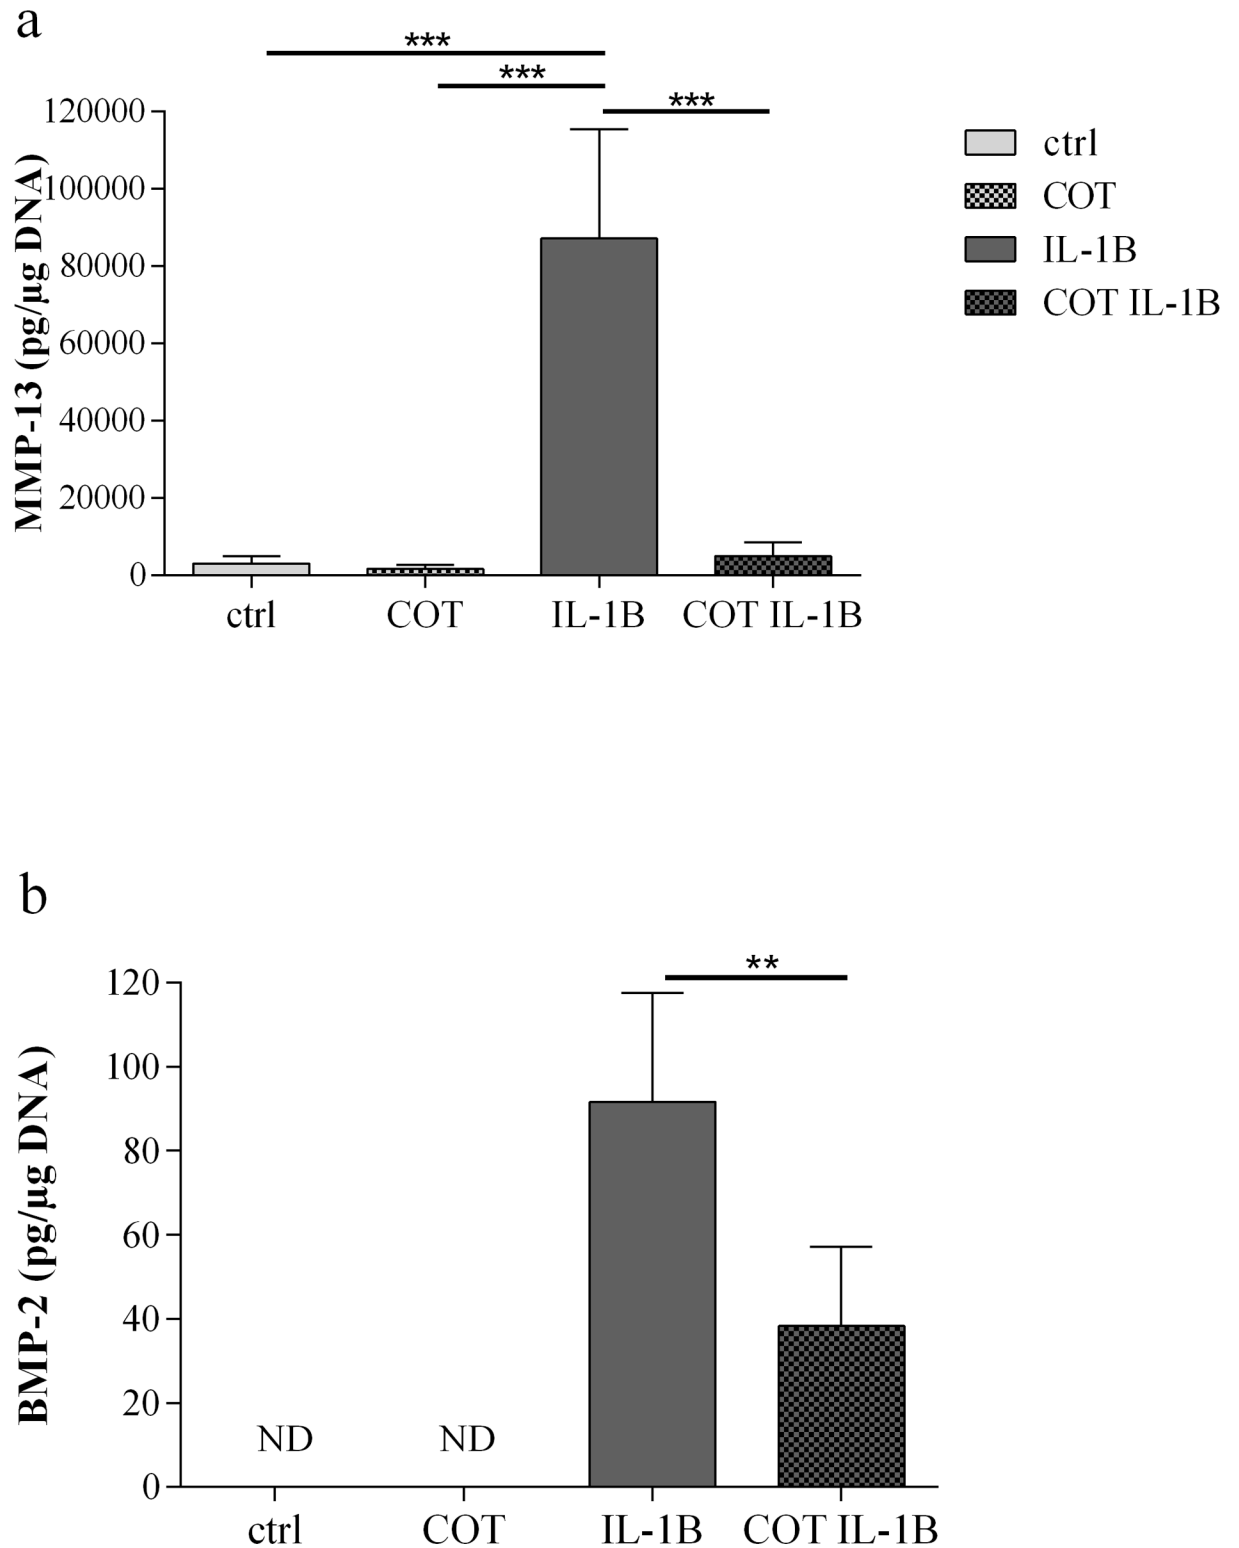 a
***
***
***
MMP-13 (pg/µg DNA)
120000
100000
80000
60000
40000
20000
0
ctrl
COT
IL-1B
COT IL-1B
ctrl
COT
IL-1B
COT IL-1B
b
**
BMP-2 (pg/µg DNA)
120
100
80
60
40
20
0
ND
ND
ctrl
COT
IL-1B
COT IL-1B